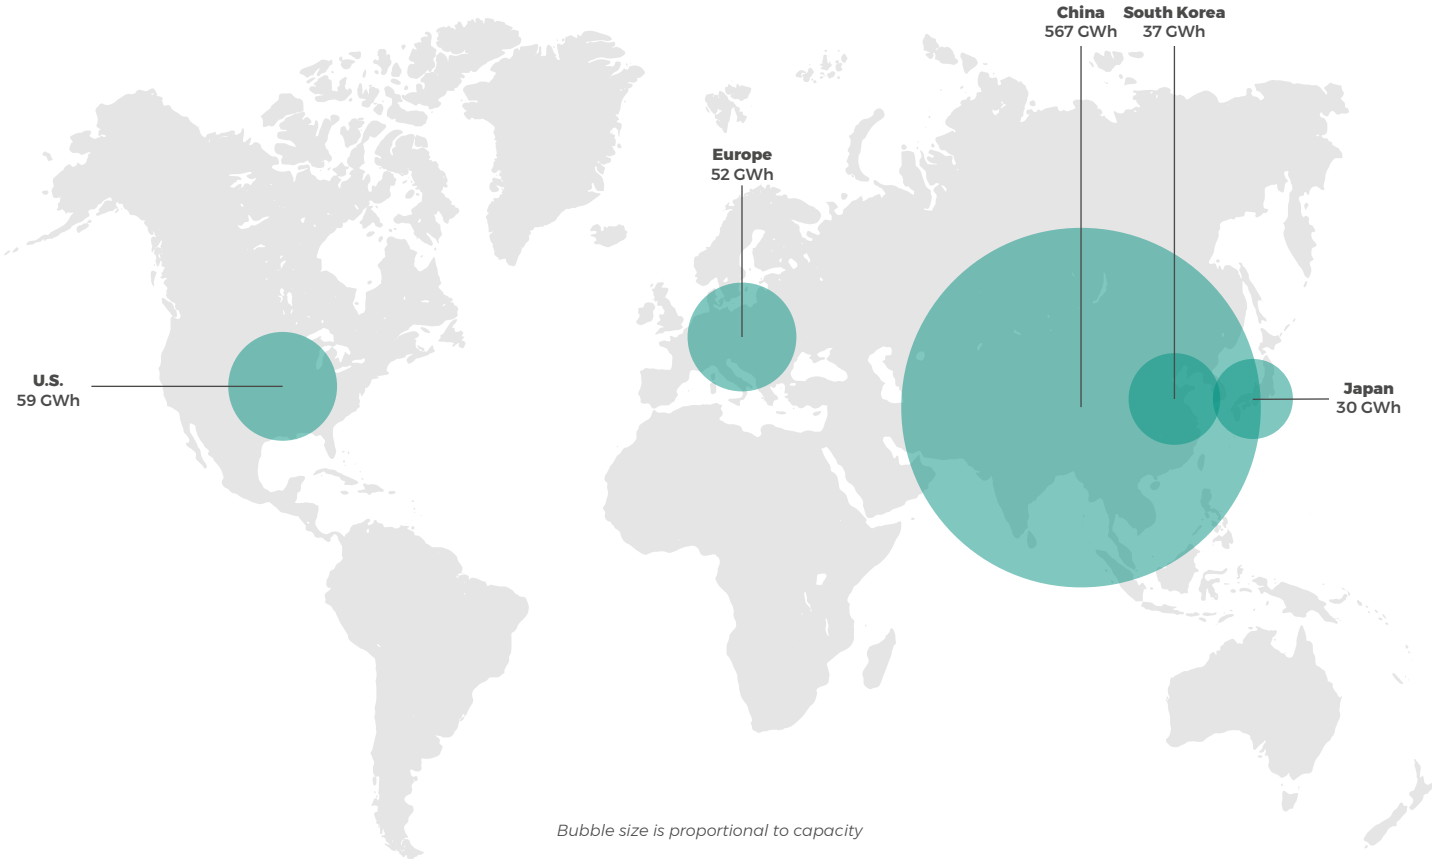 China
567 GWh
South Korea
37 GWh
Europe
52 GWh
U.S.
59 GWh
Japan
30 GWh
Bubble size is proportional to capacity